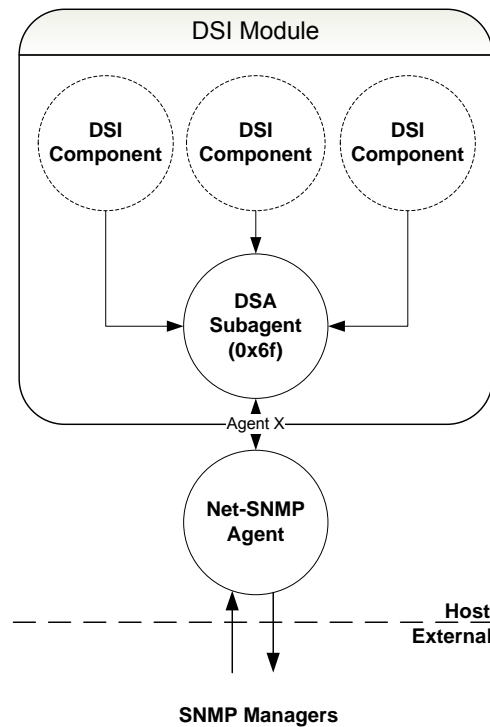 DSI Module
DSI
Component
DSI
Component
DSI
Component
DSA
Subagent
(0x6f)
Agent X
Net-SNMP
Agent
Host
External
SNMP Managers